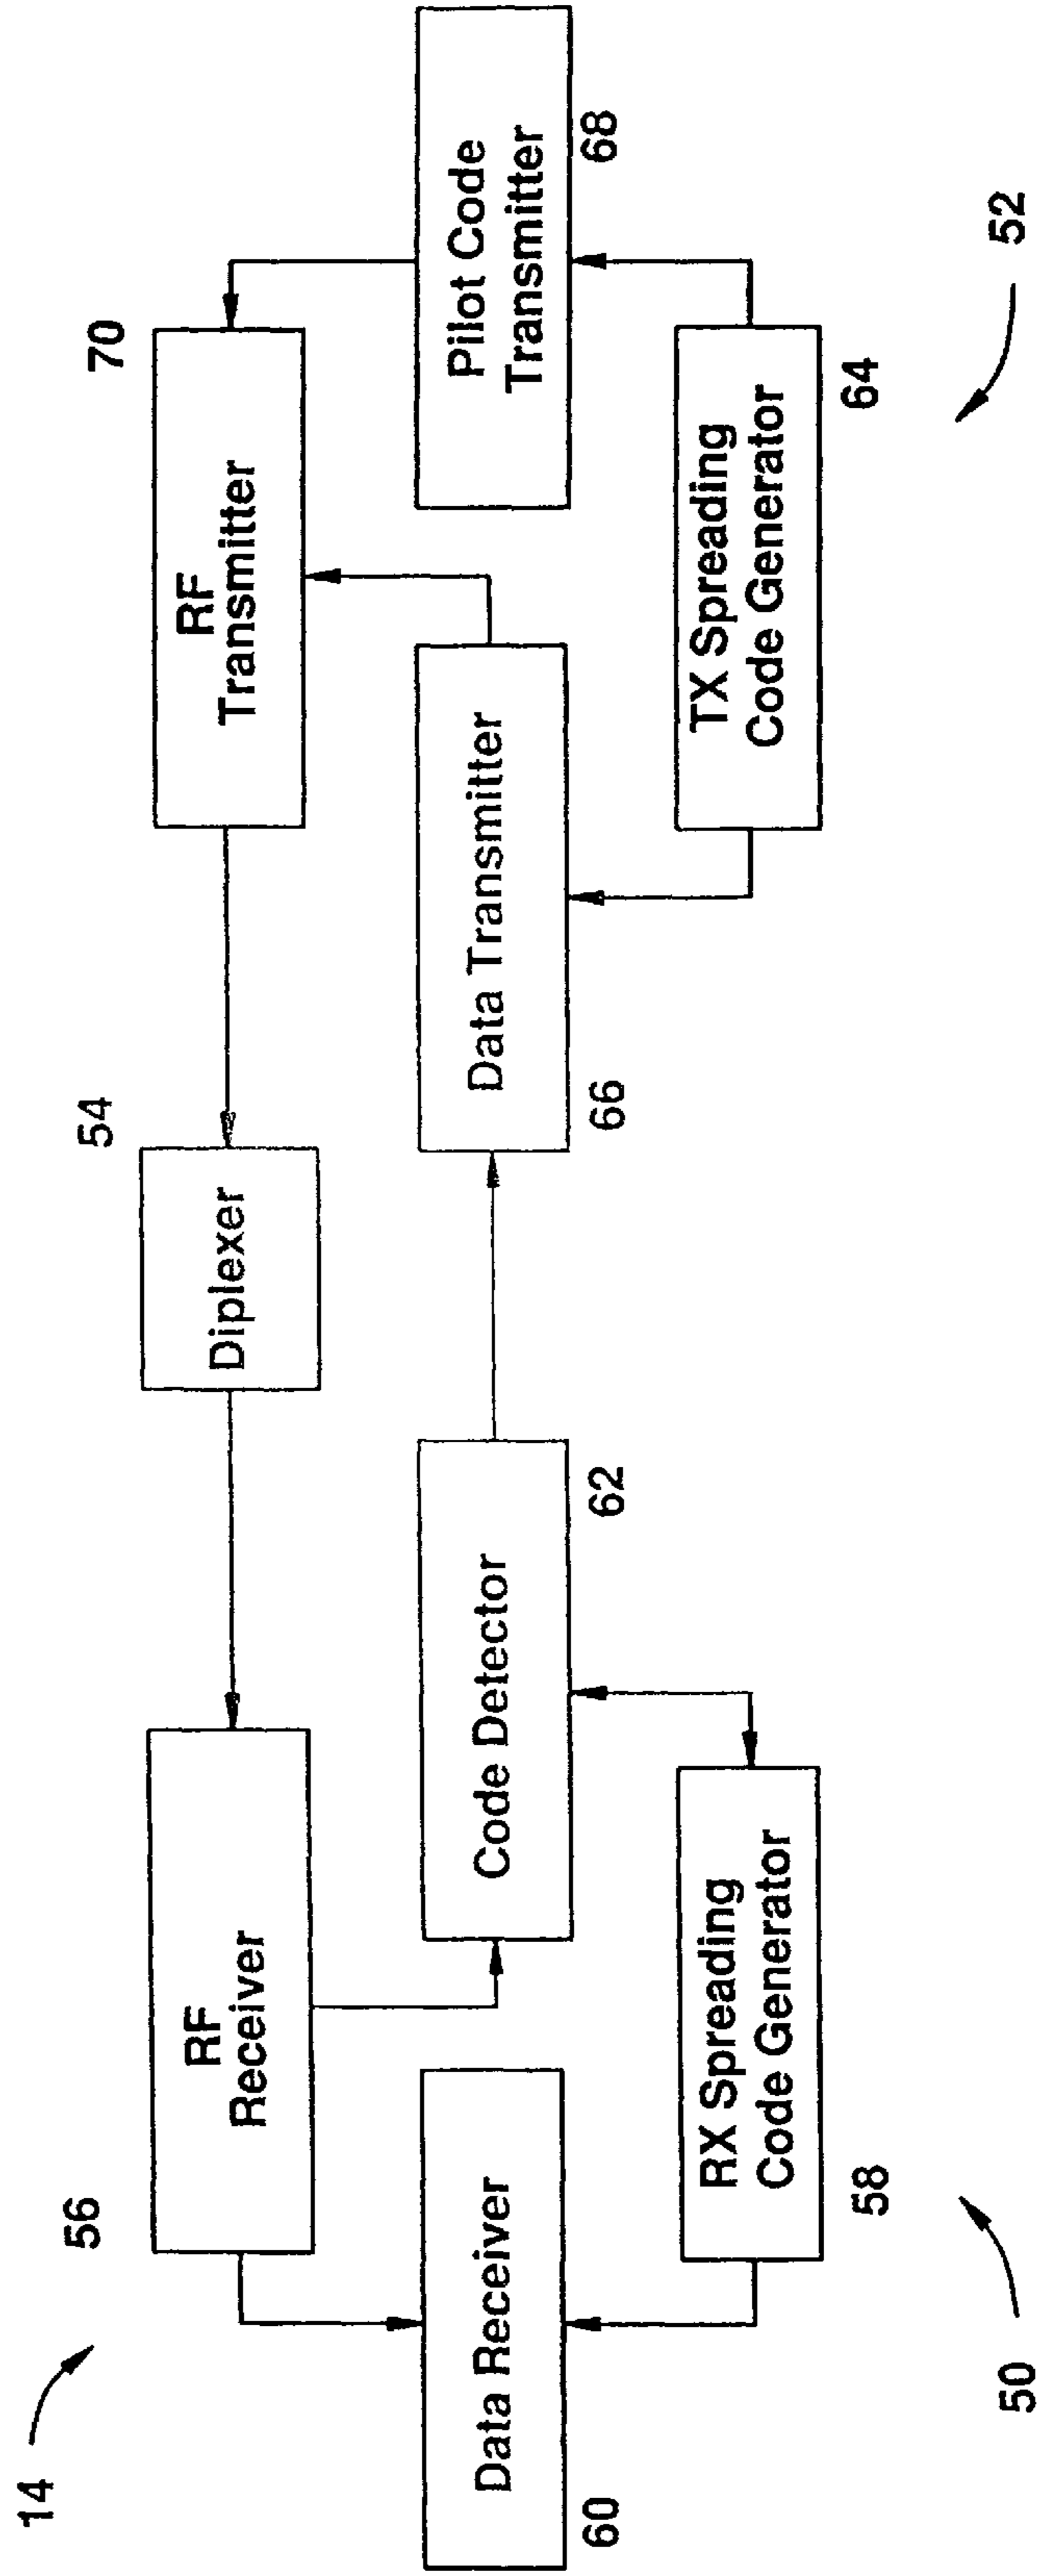 14
56
RF
Receiver
Diplexer
54
RF
Transmitter
70
Data Receiver
60
Code Detector
62
Data Transmitter
66
Pilot Code
Transmitter
68
RX Spreading
Code Generator
58
TX Spreading
Code Generator
64
50
52